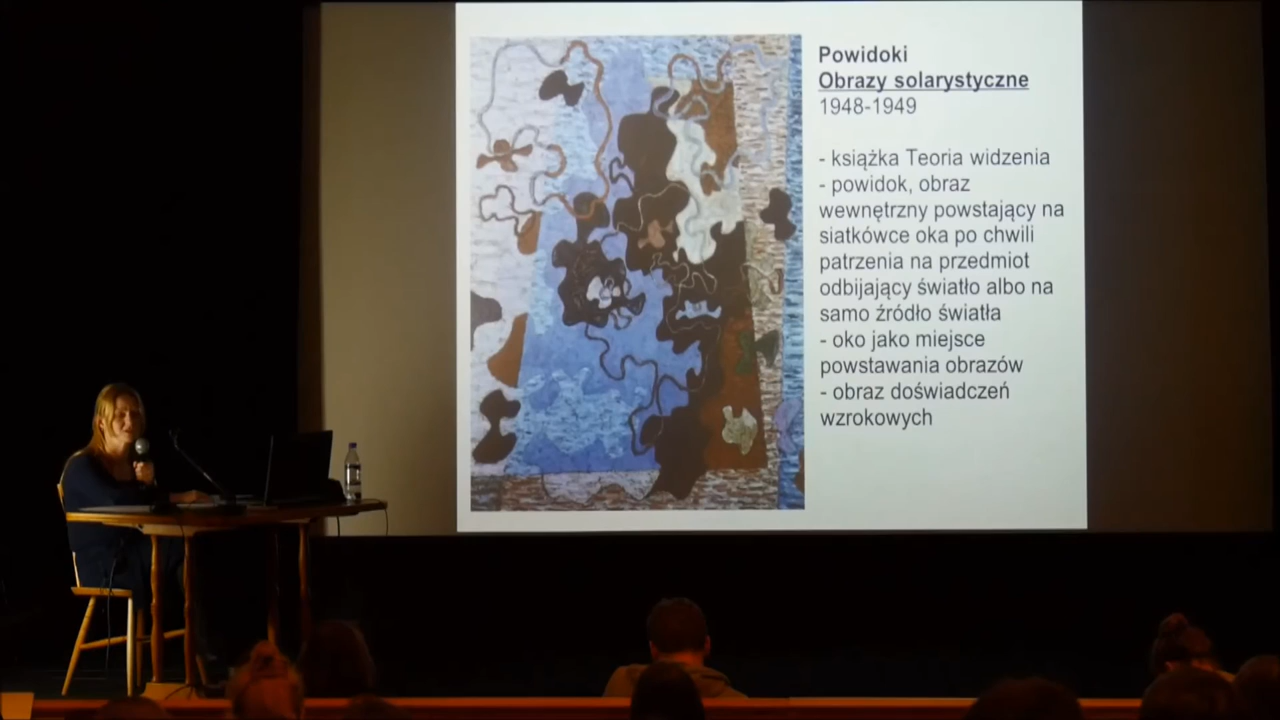 Powidoki
Obrazy solarystyczne
1948-1949
- książka Teoria widzenia
- powidok, obraz
wewnętrzny powstający na
siatkówce oka po chwili
patrzenia na przedmiot
odbijający światło albo na
samo źródło światła
- oko jako miejsce
powstawania obrazów
- obraz doświadczeń
wzrokowych